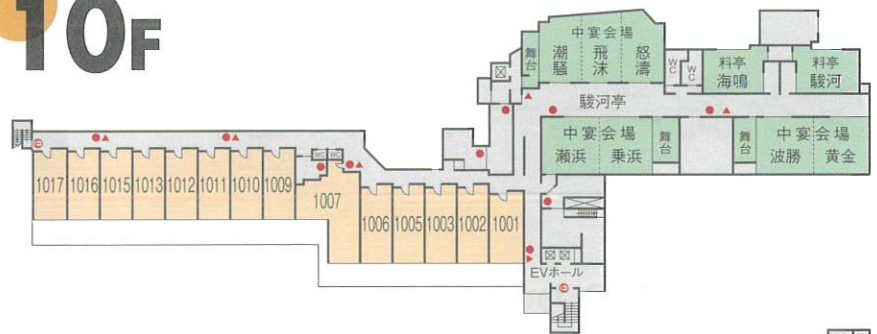 10F
中宴会場
舞台
潮騒
飛沫
怒濤
WC
WC
料亭
海鳴
料亭
駿河
駿河亭
中宴会場
瀬浜
乗浜
舞台
舞台
中宴会場
波勝
黄金
WC
WC
1017
1016
1015
1013
1012
1011
1010
1009
1007
1006
1005
1003
1002
1001
EVホール